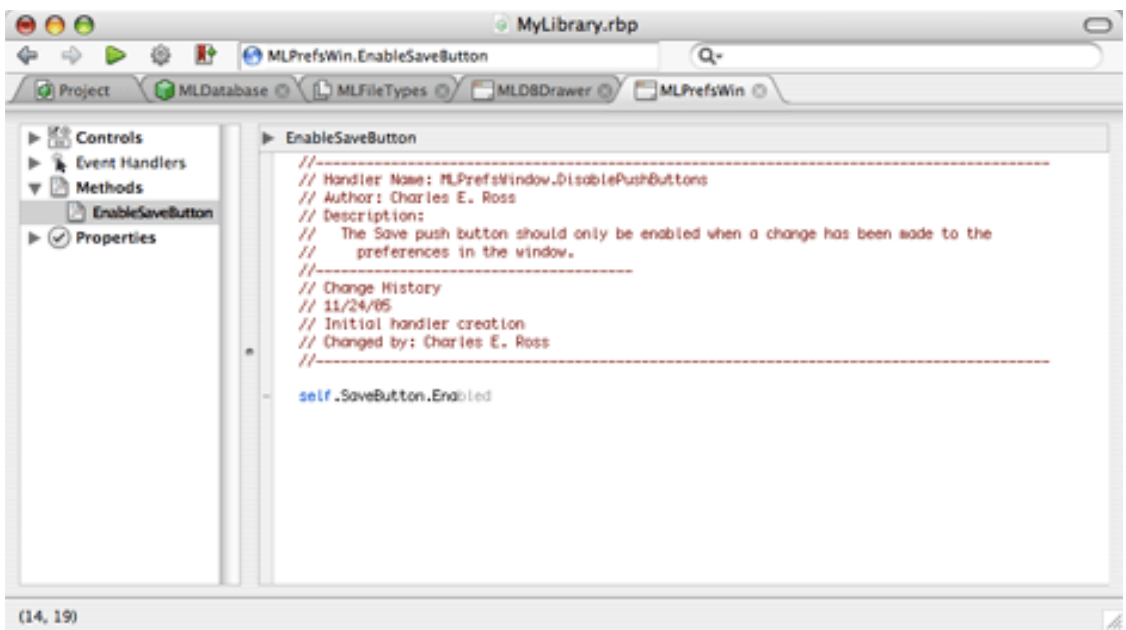 MyLibrary.rbp
MLPrefsWin.EnableSaveButton
Project MLDatabase MLFileTypes MLDBDrawer MLPrefsWin
Controls
Event Handlers
Methods
EnableSaveButton
Properties
EnableSaveButton
//----------------------------------------------------------------------------------------
// Handler Name: MLPrefsWindow.DisablePushButtons
// Author: Charles E. Ross
// Description:
//   The Save push button should only be enabled when a change has been made to the
//     preferences in the window.
//--------------------------------------
// Change History
// 11/24/05
// Initial handler creation
// Changed by: Charles E. Ross
//----------------------------------------------------------------------------------------
self.SaveButton.Enabled
(14, 19)